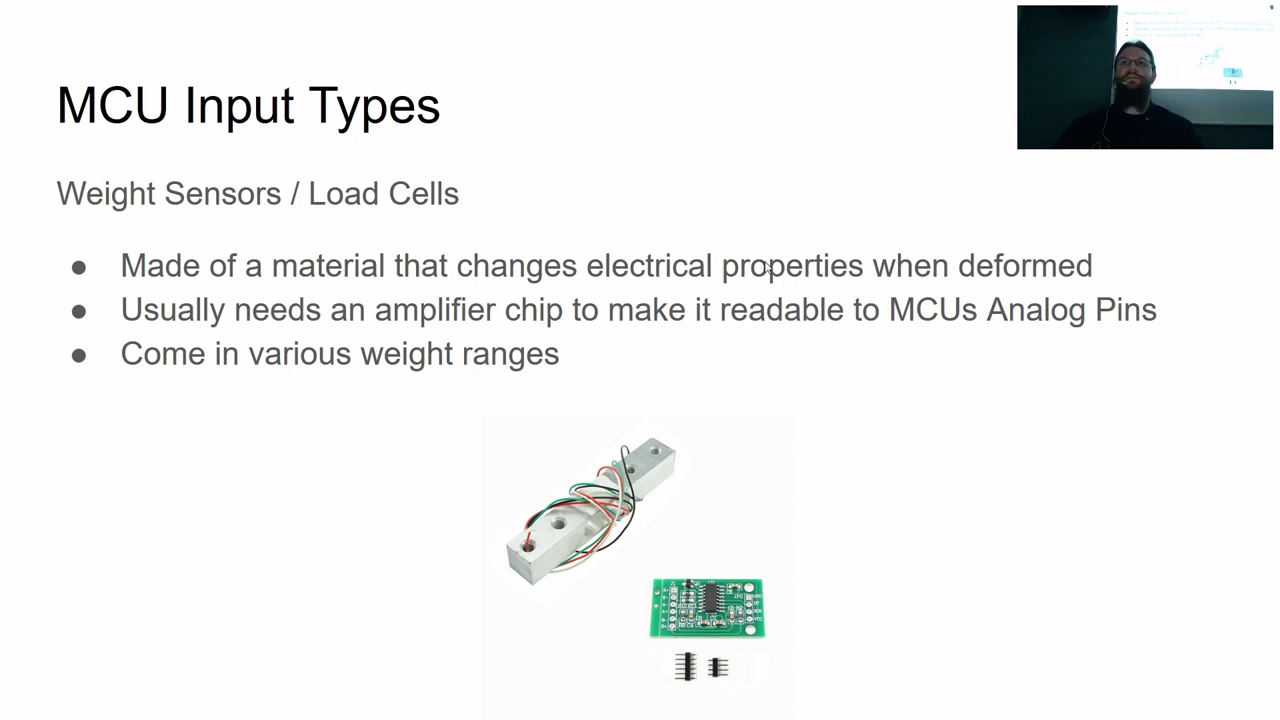 MCU Input Types
Weight Sensors / Load Cells
● Made of a material that changes electrical properties when deformed
● Usually needs an amplifier chip to make it readable to MCUs Analog Pins
● Come in various weight ranges